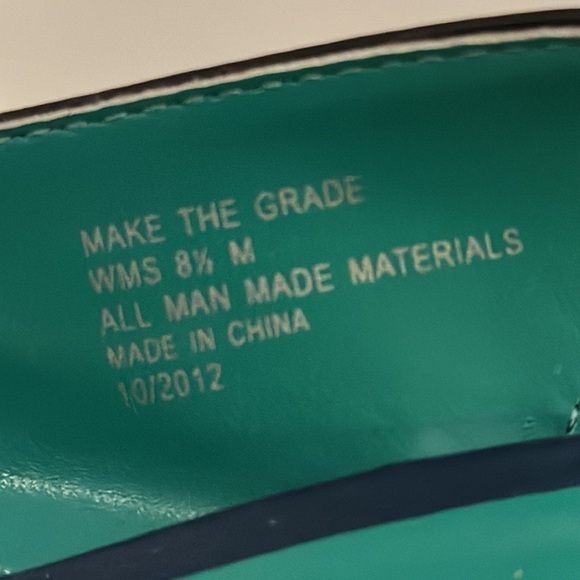 MAKE THE GRADE
WMS 8½ M
ALL MAN MADE MATERIALS
MADE IN CHINA
10/2012